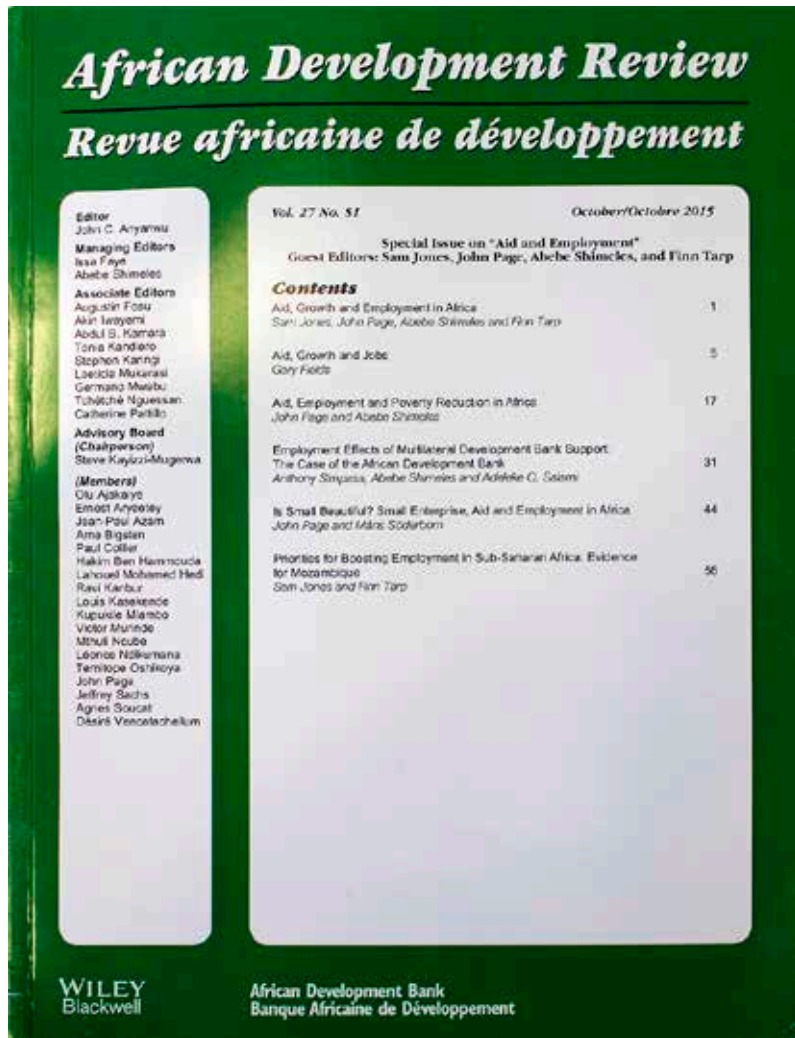 African Development Review
Revue africaine de développement
Editor
John C. Anyanwu
Managing Editors
Issa Faye
Abebe Shimeles
Associate Editors
Augustin Fosu
Akin Iwayemi
Abdul B. Kamara
Tonia Kandiero
Stephen Karingi
Laeticia Mukarasi
Germano Mwabu
Tchétché Nguessan
Catherine Pattillo
Advisory Board
(Chairperson)
Steve Kayizzi-Mugerwa
(Members)
Olu Ajakaiye
Ernest Aryeetey
Jean-Paul Azam
Arne Bigsten
Paul Collier
Hakim Ben Hammouda
Lahouel Mohamed Hedi
Ravi Kanbur
Louis Kasekende
Kupukile Mlambo
Victor Murinde
Mthuli Ncube
Léonce Ndikumana
Temitope Oshikoya
John Page
Jeffrey Sachs
Agnes Soucat
Désiré Vencatachellum
Vol. 27 No. S1 October/Octobre 2015
Special Issue on "Aid and Employment"
Guest Editors: Sam Jones, John Page, Abebe Shimeles, and Finn Tarp
Contents
Aid, Growth and Employment in Africa 1
Sam Jones, John Page, Abebe Shimeles and Finn Tarp
Aid, Growth and Jobs 5
Gary Fields
Aid, Employment and Poverty Reduction in Africa 17
John Page and Abebe Shimeles
Employment Effects of Multilateral Development Bank Support:
The Case of the African Development Bank 31
Anthony Simpasa, Abebe Shimeles and Adeleke O. Salami
Is Small Beautiful? Small Enterprise, Aid and Employment in Africa 44
John Page and Måns Söderbom
Priorities for Boosting Employment in Sub-Saharan Africa: Evidence
for Mozambique 56
Sam Jones and Finn Tarp
WILEY
Blackwell
African Development Bank
Banque Africaine de Développement